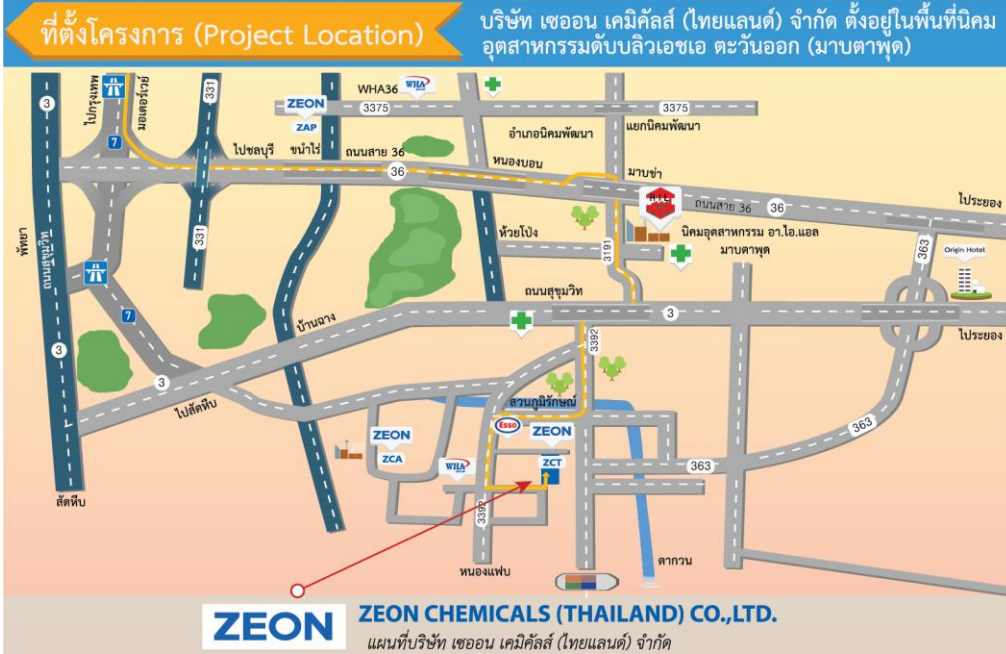 ที่ตั้งโครงการ (Project Location)
บริษัท เซออน เคมิคัลส์ (ไทยแลนด์) จำกัด ตั้งอยู่ในพื้นที่นิคม
อุตสาหกรรมดับบลิวเอชเอ ตะวันออก (มาบตาพุด)
3
ไปกรุงเทพ
มอเตอร์เวย์
7
331
ZEON
ZAP
WHA36
WHA
3375
3375
อำเภอนิคมพัฒนา
แยกนิคมพัฒนา
ไปชลบุรี
ขนำไร่
ถนนสาย 36
36
หนองบอน
มาบข่า
ถนนสาย 36
36
ไประยอง
นิคมอุตสาหกรรม อา.ไอ.แอล
มาบตาพุด
พัทยา
ถนนสุขุมวิท
331
ห้วยโป่ง
3191
363
Origin Hotel
7
บ้านฉาง
ถนนสุขุมวิท
3
ไประยอง
3
3
ไปสัตหีบ
3392
สวนภูมิรักษ์
Esso
ZEON
ZCT
ZEON
ZCA
WHA
363
363
สัตหีบ
3392
หนองแฟบ
ตากวน
ZEON
ZEON CHEMICALS (THAILAND) CO.,LTD.
แผนที่บริษัท เซออน เคมิคัลส์ (ไทยแลนด์) จำกัด